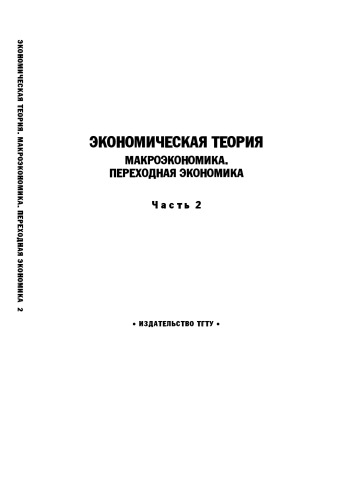 ЭКОНОМИЧЕСКАЯ ТЕОРИЯ. МАКРОЭКОНОМИКА. ПЕРЕХОДНАЯ ЭКОНОМИКА 2
ЭКОНОМИЧЕСКАЯ ТЕОРИЯ
МАКРОЭКОНОМИКА.
ПЕРЕХОДНАЯ ЭКОНОМИКА
Часть 2
• ИЗДАТЕЛЬСТВО ТГТУ •